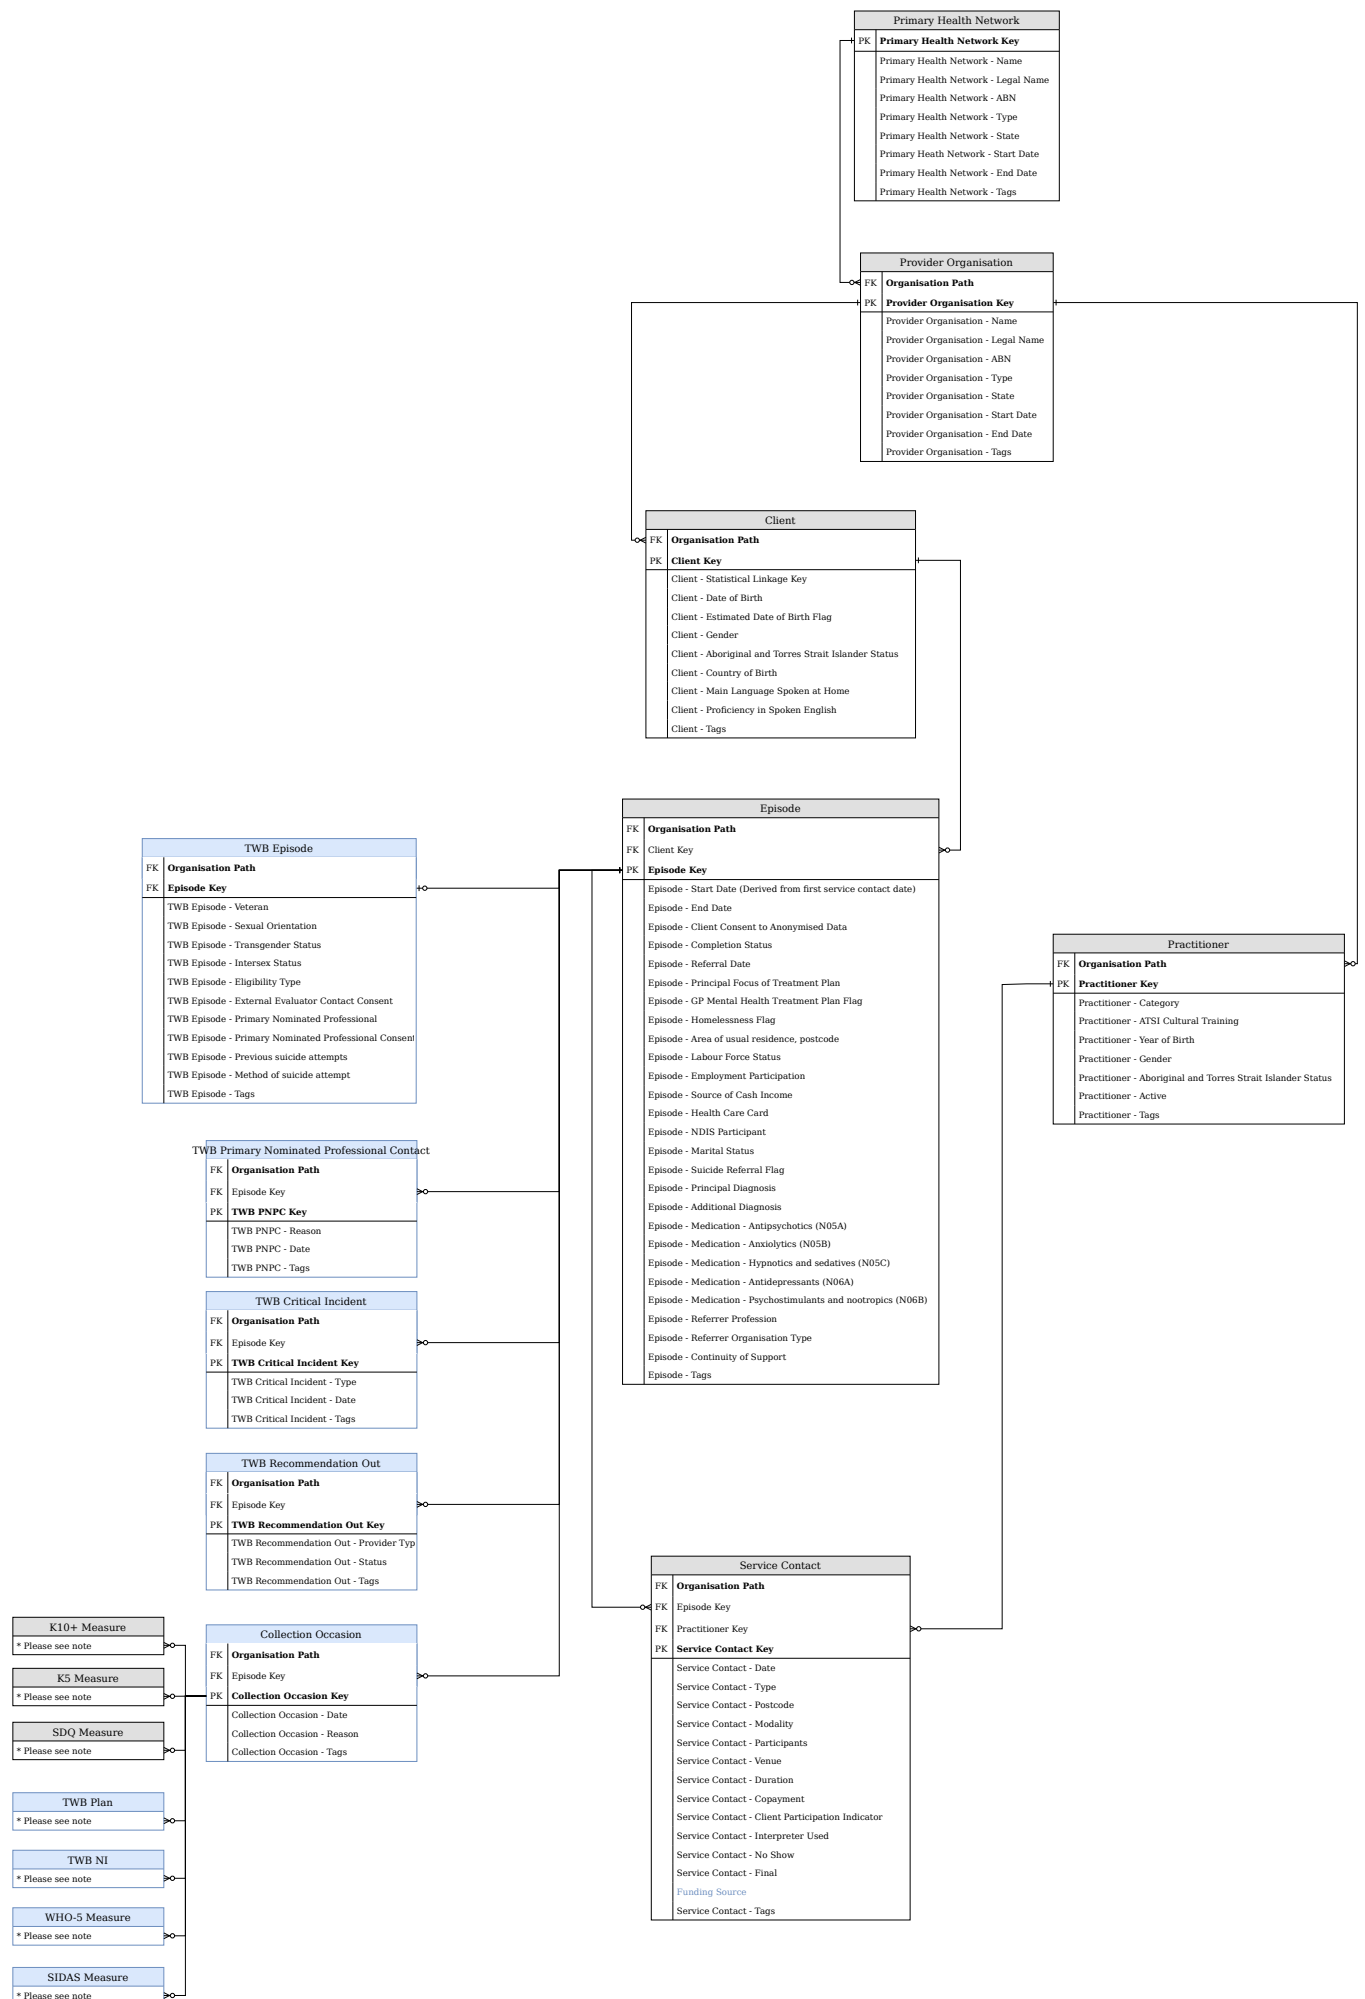 Primary Health Network
PK Primary Health Network Key
Primary Health Network - Name
Primary Health Network - Legal Name
Primary Health Network - ABN
Primary Health Network - Type
Primary Health Network - State
Primary Heath Network - Start Date
Primary Health Network - End Date
Primary Health Network - Tags
Provider Organisation
FK Organisation Path
PK Provider Organisation Key
Provider Organisation - Name
Provider Organisation - Legal Name
Provider Organisation - ABN
Provider Organisation - Type
Provider Organisation - State
Provider Organisation - Start Date
Provider Organisation - End Date
Provider Organisation - Tags
Client
FK Organisation Path
PK Client Key
Client - Statistical Linkage Key
Client - Date of Birth
Client - Estimated Date of Birth Flag
Client - Gender
Client - Aboriginal and Torres Strait Islander Status
Client - Country of Birth
Client - Main Language Spoken at Home
Client - Proficiency in Spoken English
Client - Tags
Episode
FK Organisation Path
FK Client Key
PK Episode Key
Episode - Start Date (Derived from first service contact date)
Episode - End Date
Episode - Client Consent to Anonymised Data
Episode - Completion Status
Episode - Referral Date
Episode - Principal Focus of Treatment Plan
Episode - GP Mental Health Treatment Plan Flag
Episode - Homelessness Flag
Episode - Area of usual residence, postcode
Episode - Labour Force Status
Episode - Employment Participation
Episode - Source of Cash Income
Episode - Health Care Card
Episode - NDIS Participant
Episode - Marital Status
Episode - Suicide Referral Flag
Episode - Principal Diagnosis
Episode - Additional Diagnosis
Episode - Medication - Antipsychotics (N05A)
Episode - Medication - Anxiolytics (N05B)
Episode - Medication - Hypnotics and sedatives (N05C)
Episode - Medication - Antidepressants (N06A)
Episode - Medication - Psychostimulants and nootropics (N06B)
Episode - Referrer Profession
Episode - Referrer Organisation Type
Episode - Continuity of Support
Episode - Tags
TWB Episode
FK Organisation Path
FK Episode Key
TWB Episode - Veteran
TWB Episode - Sexual Orientation
TWB Episode - Transgender Status
TWB Episode - Intersex Status
TWB Episode - Eligibility Type
TWB Episode - External Evaluator Contact Consent
TWB Episode - Primary Nominated Professional
TWB Episode - Primary Nominated Professional Consent
TWB Episode - Previous suicide attempts
TWB Episode - Method of suicide attempt
TWB Episode - Tags
Practitioner
FK Organisation Path
PK Practitioner Key
Practitioner - Category
Practitioner - ATSI Cultural Training
Practitioner - Year of Birth
Practitioner - Gender
Practitioner - Aboriginal and Torres Strait Islander Status
Practitioner - Active
Practitioner - Tags
TWB Primary Nominated Professional Contact
FK Organisation Path
FK Episode Key
PK TWB PNPC Key
TWB PNPC - Reason
TWB PNPC - Date
TWB PNPC - Tags
TWB Critical Incident
FK Organisation Path
FK Episode Key
PK TWB Critical Incident Key
TWB Critical Incident - Type
TWB Critical Incident - Date
TWB Critical Incident - Tags
TWB Recommendation Out
FK Organisation Path
FK Episode Key
PK TWB Recommendation Out Key
TWB Recommendation Out - Provider Typ
TWB Recommendation Out - Status
TWB Recommendation Out - Tags
Service Contact
FK Organisation Path
FK Episode Key
FK Practitioner Key
PK Service Contact Key
Service Contact - Date
Service Contact - Type
Service Contact - Postcode
Service Contact - Modality
Service Contact - Participants
Service Contact - Venue
Service Contact - Duration
Service Contact - Copayment
Service Contact - Client Participation Indicator
Service Contact - Interpreter Used
Service Contact - No Show
Service Contact - Final
Funding Source
Service Contact - Tags
Collection Occasion
FK Organisation Path
FK Episode Key
PK Collection Occasion Key
Collection Occasion - Date
Collection Occasion - Reason
Collection Occasion - Tags
K10+ Measure
* Please see note
K5 Measure
* Please see note
SDQ Measure
* Please see note
TWB Plan
* Please see note
TWB NI
* Please see note
WHO-5 Measure
* Please see note
SIDAS Measure
* Please see note